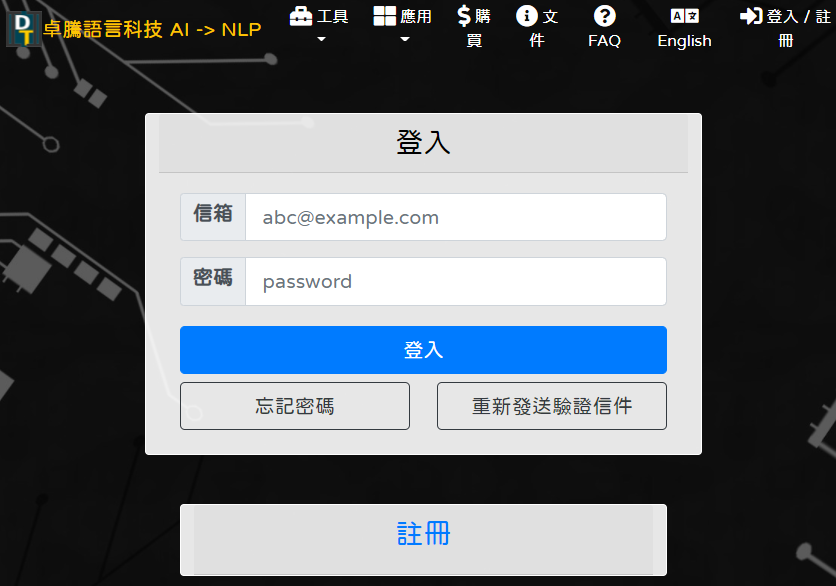 DT 卓騰語言科技 AI -> NLP
工具
應用
購
買
文
件
FAQ
A 文 English
登入 / 註
冊
登入
信箱 abc@example.com
密碼 password
登入
忘記密碼 重新發送驗證信件
註冊